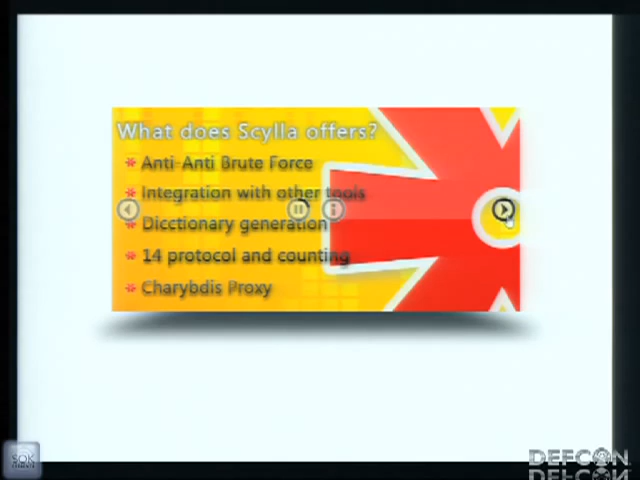 What does Scylla offers?
* Anti-Anti Brute Force
* Integration with other tools
* Dicctionary generation
* 14 protocol and counting
* Charybdis Proxy
SOK
DEFCON